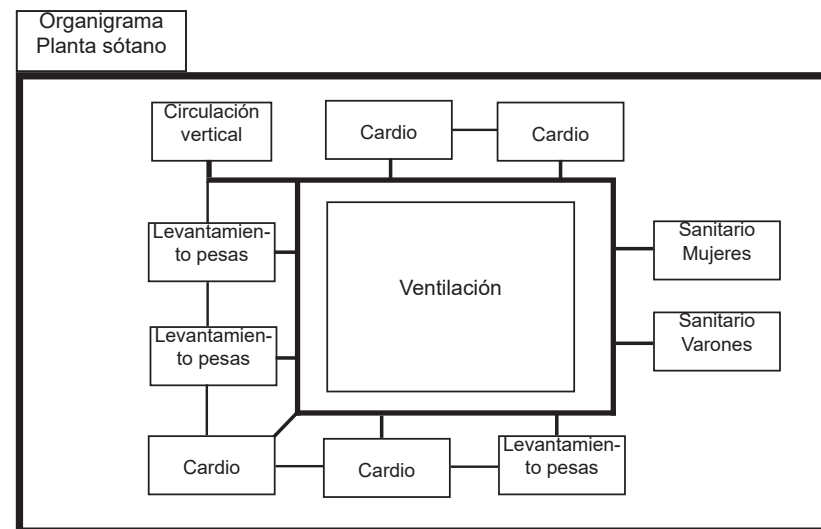 Organigrama
Planta sótano
Circulación
vertical
Cardio
Cardio
Levantamien-
to pesas
Ventilación
Sanitario
Mujeres
Levantamien-
to pesas
Sanitario
Varones
Cardio
Cardio
Levantamien-
to pesas